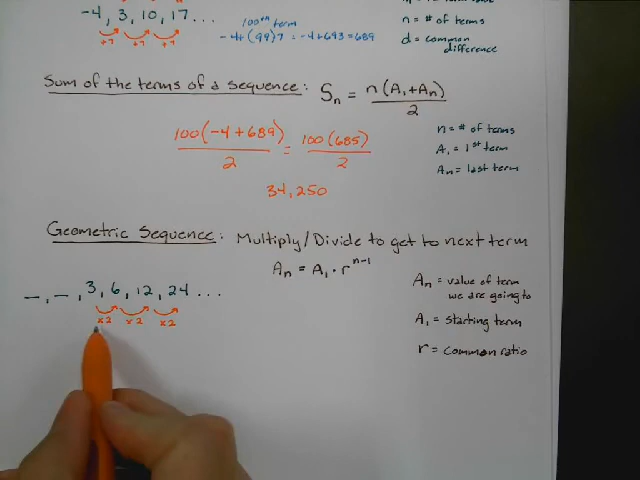 -4, 3, 10, 17 ...
+7 +7 +7
100th term
-4+(99)7 = -4+693 = 689
n = # of terms
d = common
difference
Sum of the terms of a sequence: Sn = n(A1+An)/2
100(-4+689)/2 = 100(685)/2
34,250
n = # of terms
A1 = 1st term
An = last term
Geometric Sequence: Multiply/Divide to get to next term
An = A1 · r^n-1
An = value of term
we are going to
A1 = starting term
r = common ratio
_, _, 3, 6, 12, 24 ...
x2 x2 x2